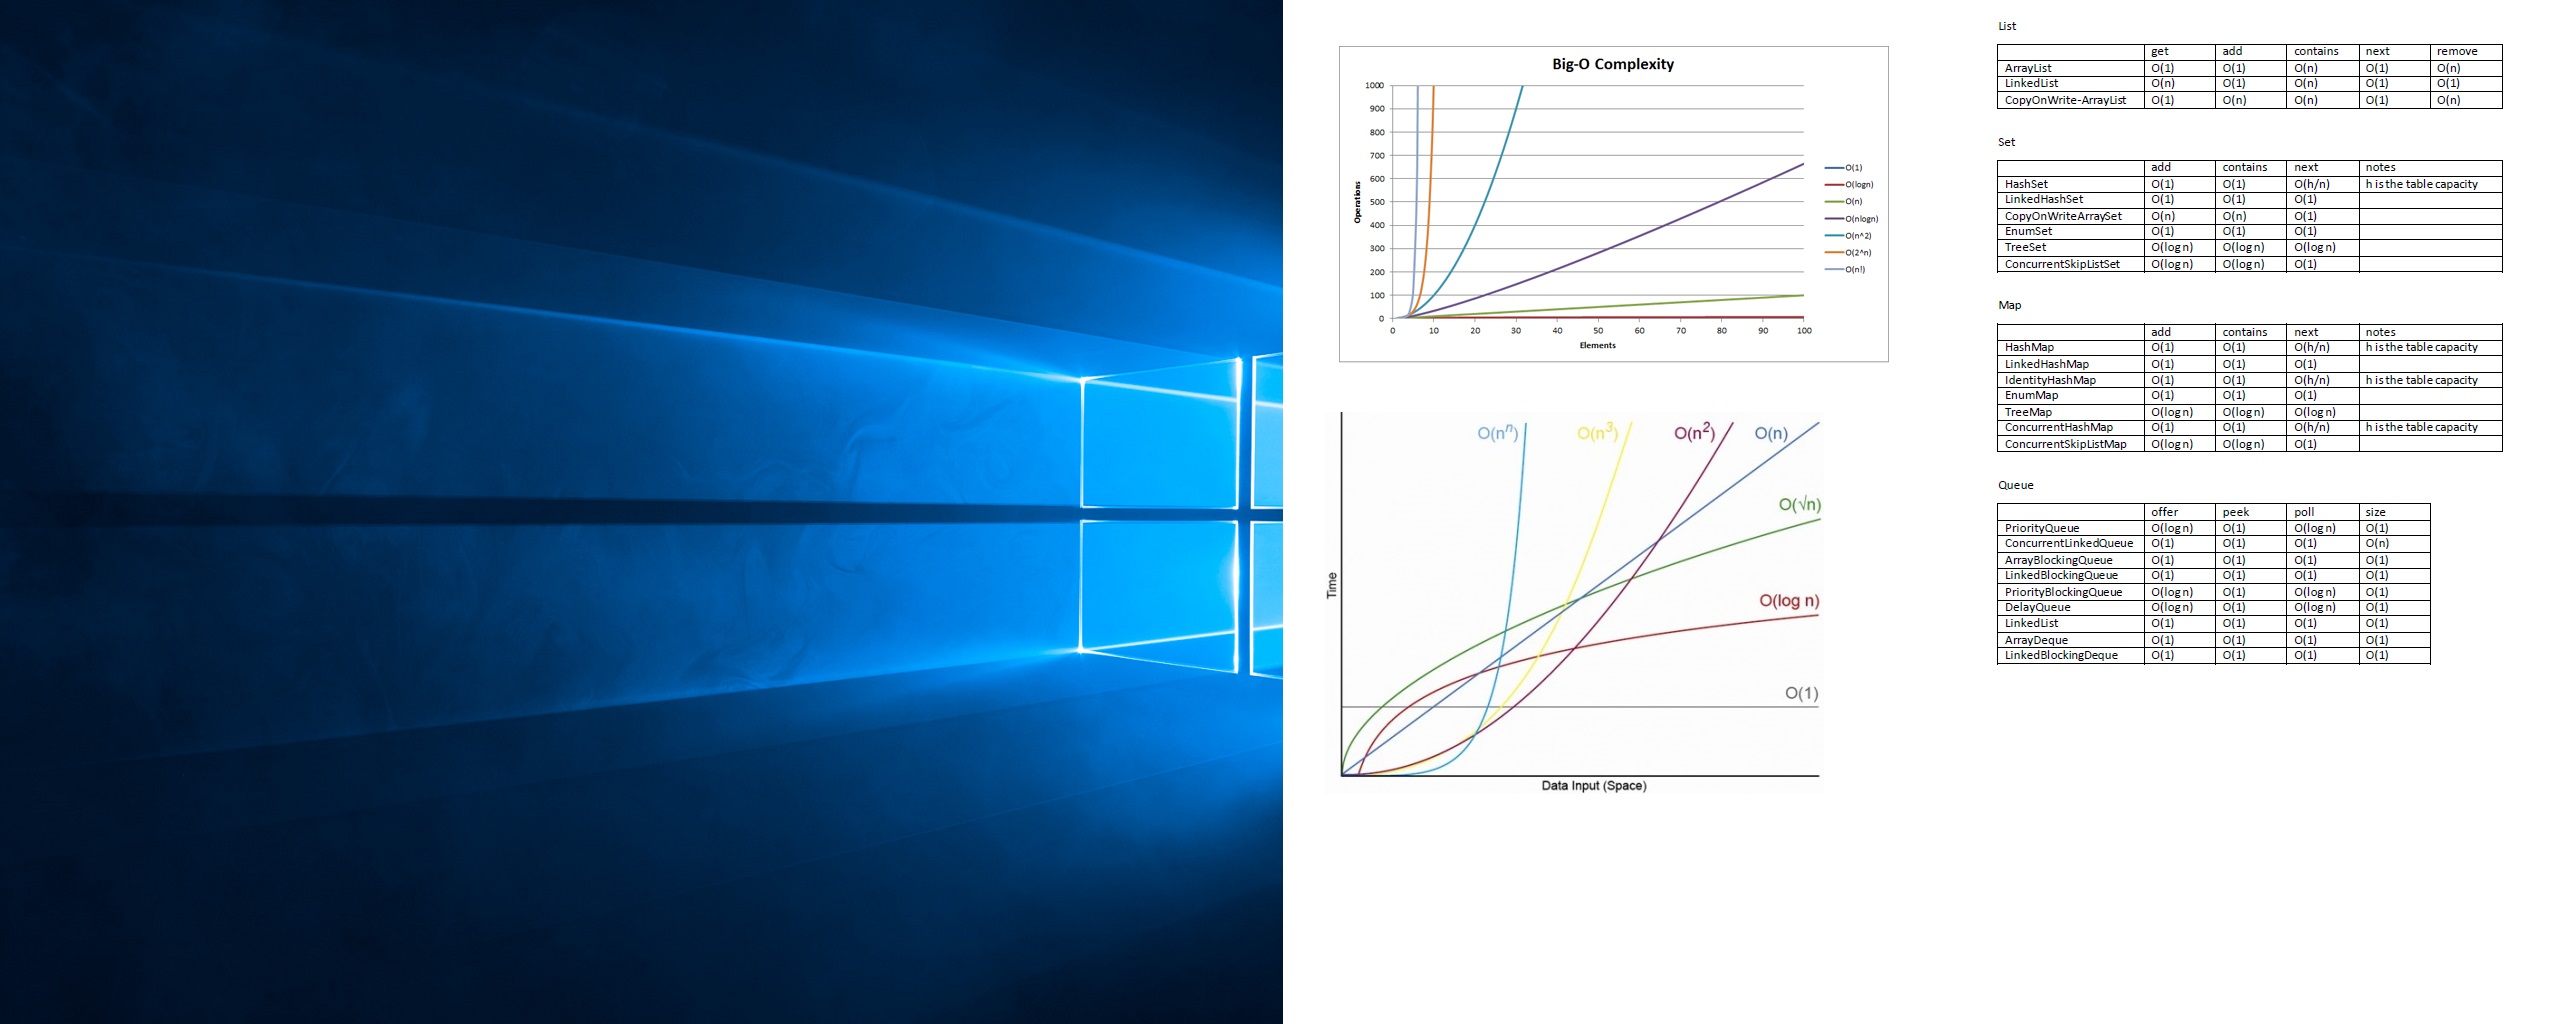 Big-O Complexity
1000
900
800
700
600
500
400
300
200
100
0
Operations
0 10 20 30 40 50 60 70 80 90 100
Elements
O(1)
O(logn)
O(n)
O(nlogn)
O(n^2)
O(2^n)
O(n!)
O(nⁿ) O(n³) O(n²) O(n)
O(√n)
O(log n)
O(1)
Time
Data Input (Space)
List
get add contains next remove
ArrayList O(1) O(1) O(n) O(1) O(n)
LinkedList O(n) O(1) O(n) O(1) O(1)
CopyOnWrite-ArrayList O(1) O(n) O(n) O(1) O(n)
Set
add contains next notes
HashSet O(1) O(1) O(h/n) h is the table capacity
LinkedHashSet O(1) O(1) O(1)
CopyOnWriteArraySet O(n) O(n) O(1)
EnumSet O(1) O(1) O(1)
TreeSet O(log n) O(log n) O(log n)
ConcurrentSkipListSet O(log n) O(log n) O(1)
Map
add contains next notes
HashMap O(1) O(1) O(h/n) h is the table capacity
LinkedHashMap O(1) O(1) O(1)
IdentityHashMap O(1) O(1) O(h/n) h is the table capacity
EnumMap O(1) O(1) O(1)
TreeMap O(log n) O(log n) O(log n)
ConcurrentHashMap O(1) O(1) O(h/n) h is the table capacity
ConcurrentSkipListMap O(log n) O(log n) O(1)
Queue
offer peek poll size
PriorityQueue O(log n) O(1) O(log n) O(1)
ConcurrentLinkedQueue O(1) O(1) O(1) O(n)
ArrayBlockingQueue O(1) O(1) O(1) O(1)
LinkedBlockingQueue O(1) O(1) O(1) O(1)
PriorityBlockingQueue O(log n) O(1) O(log n) O(1)
DelayQueue O(log n) O(1) O(log n) O(1)
LinkedList O(1) O(1) O(1) O(1)
ArrayDeque O(1) O(1) O(1) O(1)
LinkedBlockingDeque O(1) O(1) O(1) O(1)